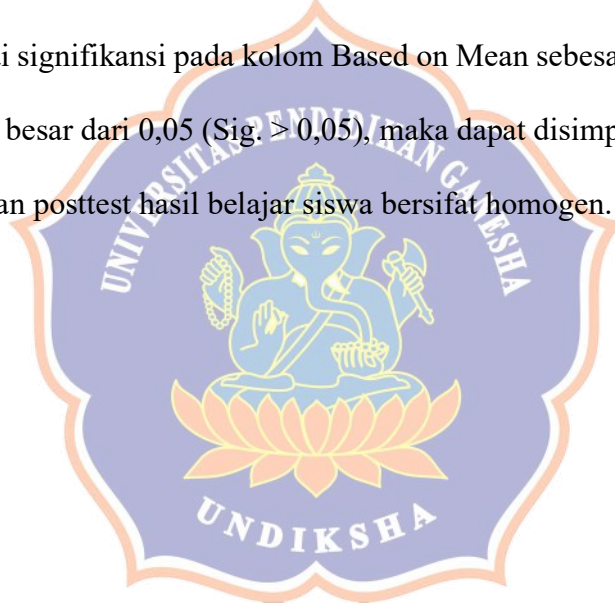 i signifikansi pada kolom Based on Mean sebesa
besar dari 0,05 (Sig. > 0,05), maka dapat disimp
an posttest hasil belajar siswa bersifat homogen.
UNIVERSITAS PENDIDIKAN GANESHA
UNDIKSHA